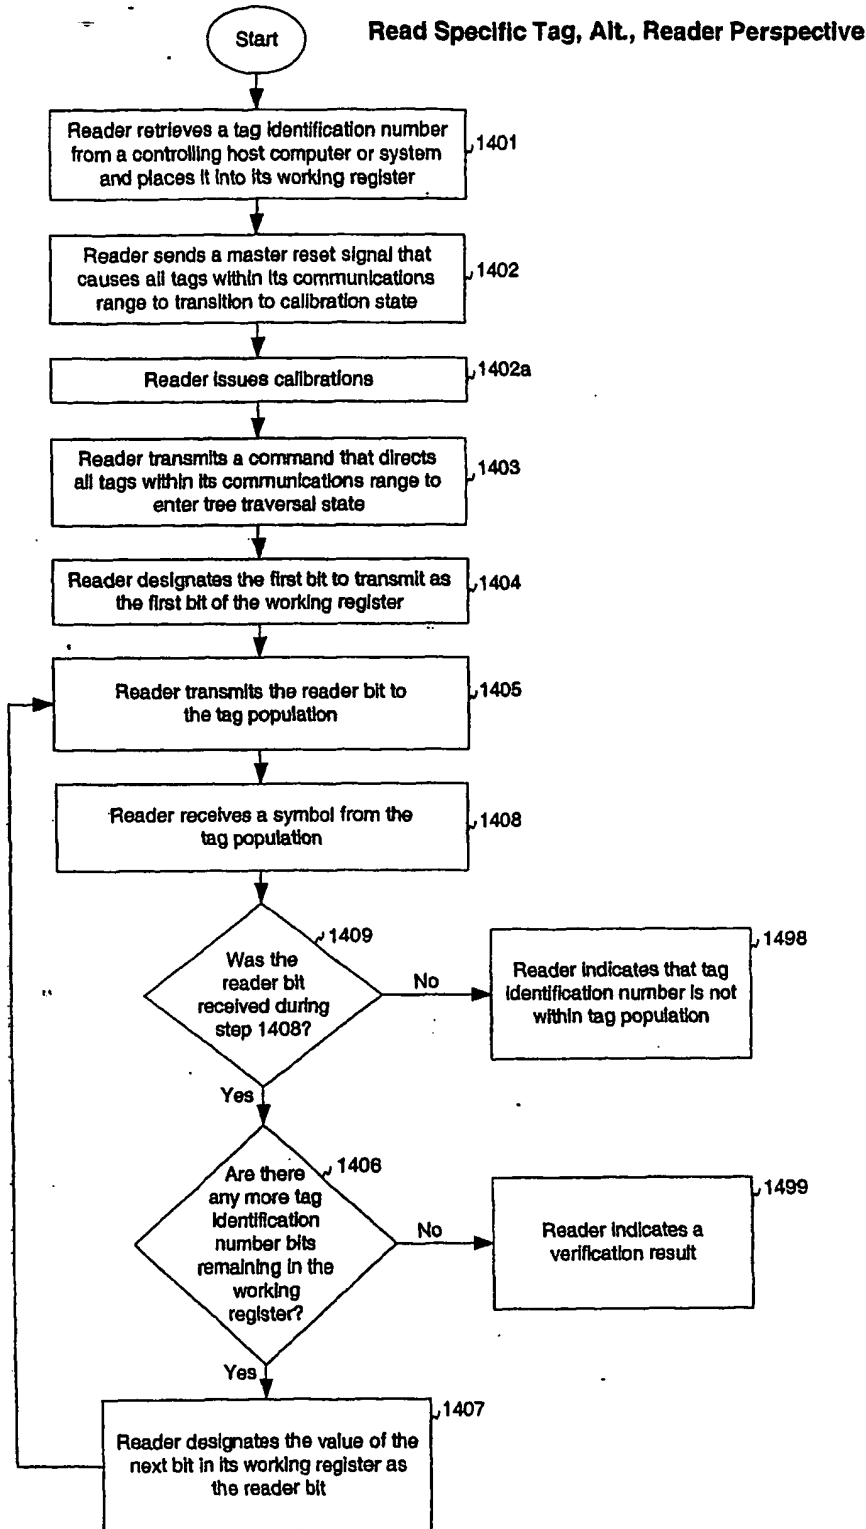 Start
Read Specific Tag, Alt., Reader Perspective
Reader retrieves a tag identification number
from a controlling host computer or system
and places it into its working register
1401
Reader sends a master reset signal that
causes all tags within its communications
range to transition to calibration state
1402
Reader issues calibrations
1402a
Reader transmits a command that directs
all tags within its communications range to
enter tree traversal state
1403
Reader designates the first bit to transmit as
the first bit of the working register
1404
Reader transmits the reader bit to
the tag population
1405
Reader receives a symbol from the
tag population
1408
1409
Was the
reader bit
received during
step 1408?
No
Reader indicates that tag
identification number is not
within tag population
1498
Yes
1406
Are there
any more tag
identification
number bits
remaining in the
working
register?
No
Reader indicates a
verification result
1499
Yes
1407
Reader designates the value of the
next bit in its working register as
the reader bit